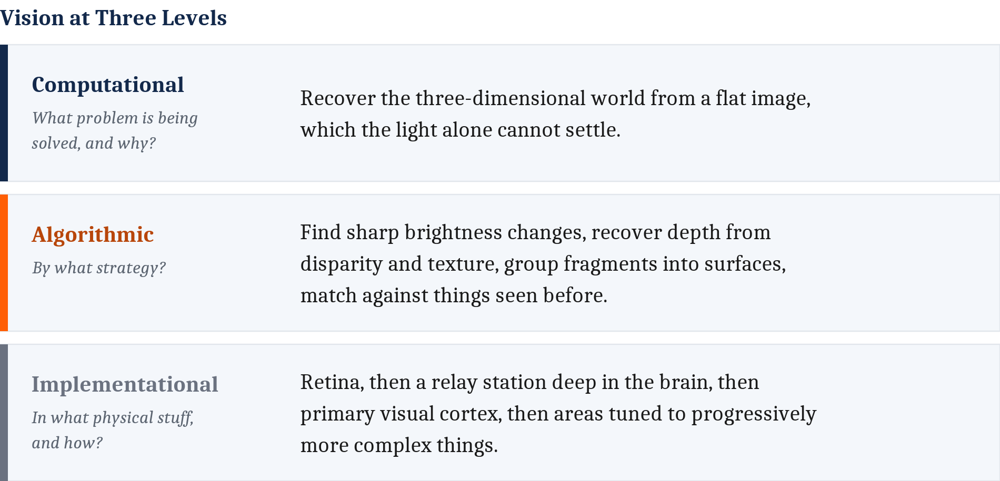 Vision at Three Levels
Computational
What problem is being
solved, and why?
Recover the three-dimensional world from a flat image,
which the light alone cannot settle.
Algorithmic
By what strategy?
Find sharp brightness changes, recover depth from
disparity and texture, group fragments into surfaces,
match against things seen before.
Implementational
In what physical stuff,
and how?
Retina, then a relay station deep in the brain, then
primary visual cortex, then areas tuned to progressively
more complex things.